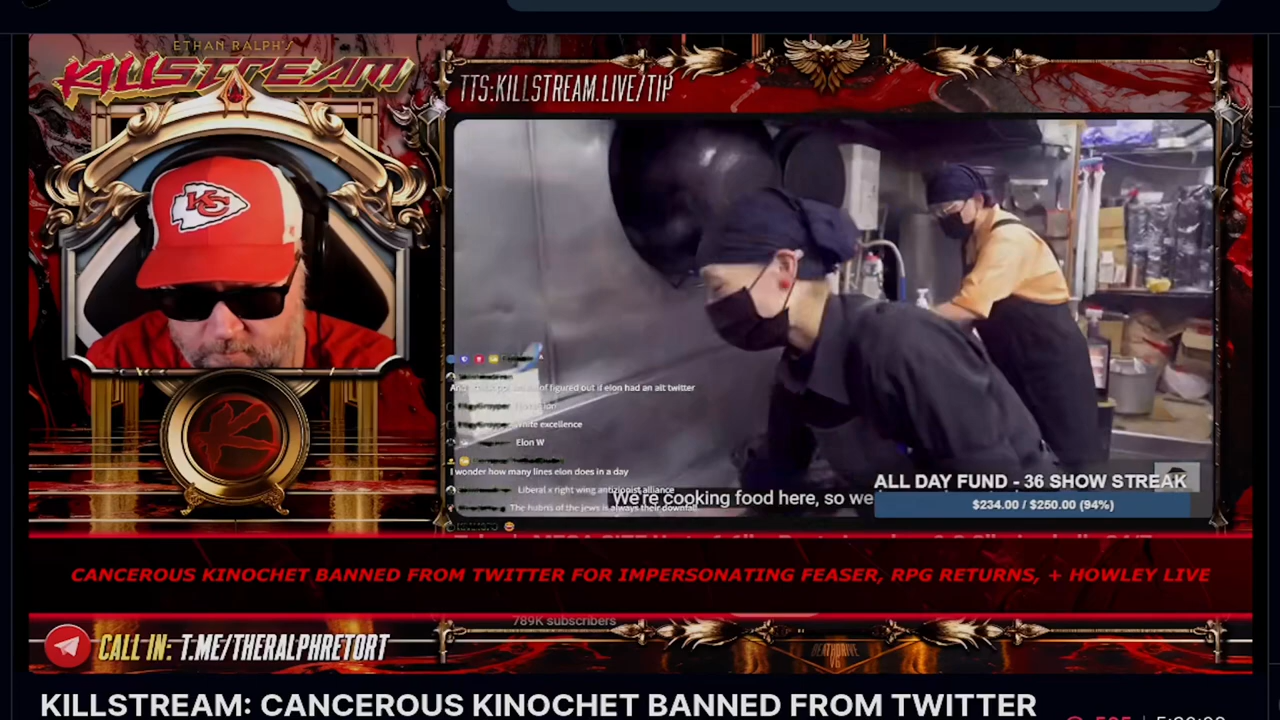 ETHAN RALPH'S
KILLSTREAM
TTS:KILLSTREAM.LIVE/TIP
KC
of figured out if elon had an alt twitter
excellence
Elon W
I wonder how many lines elon does in a day
Liberal x right wing antizionist alliance
The hubris of the jews is always their downfall
We're cooking food here, so we
ALL DAY FUND - 36 SHOW STREAK
$234.00 / $250.00 (94%)
CANCEROUS KINOCHET BANNED FROM TWITTER FOR IMPERSONATING FEASER, RPG RETURNS, + HOWLEY LIVE
789K subscribers
CALL IN: T.ME/THERALPHRETORT
DEATHDRIVE
KILLSTREAM: CANCEROUS KINOCHET BANNED FROM TWITTER